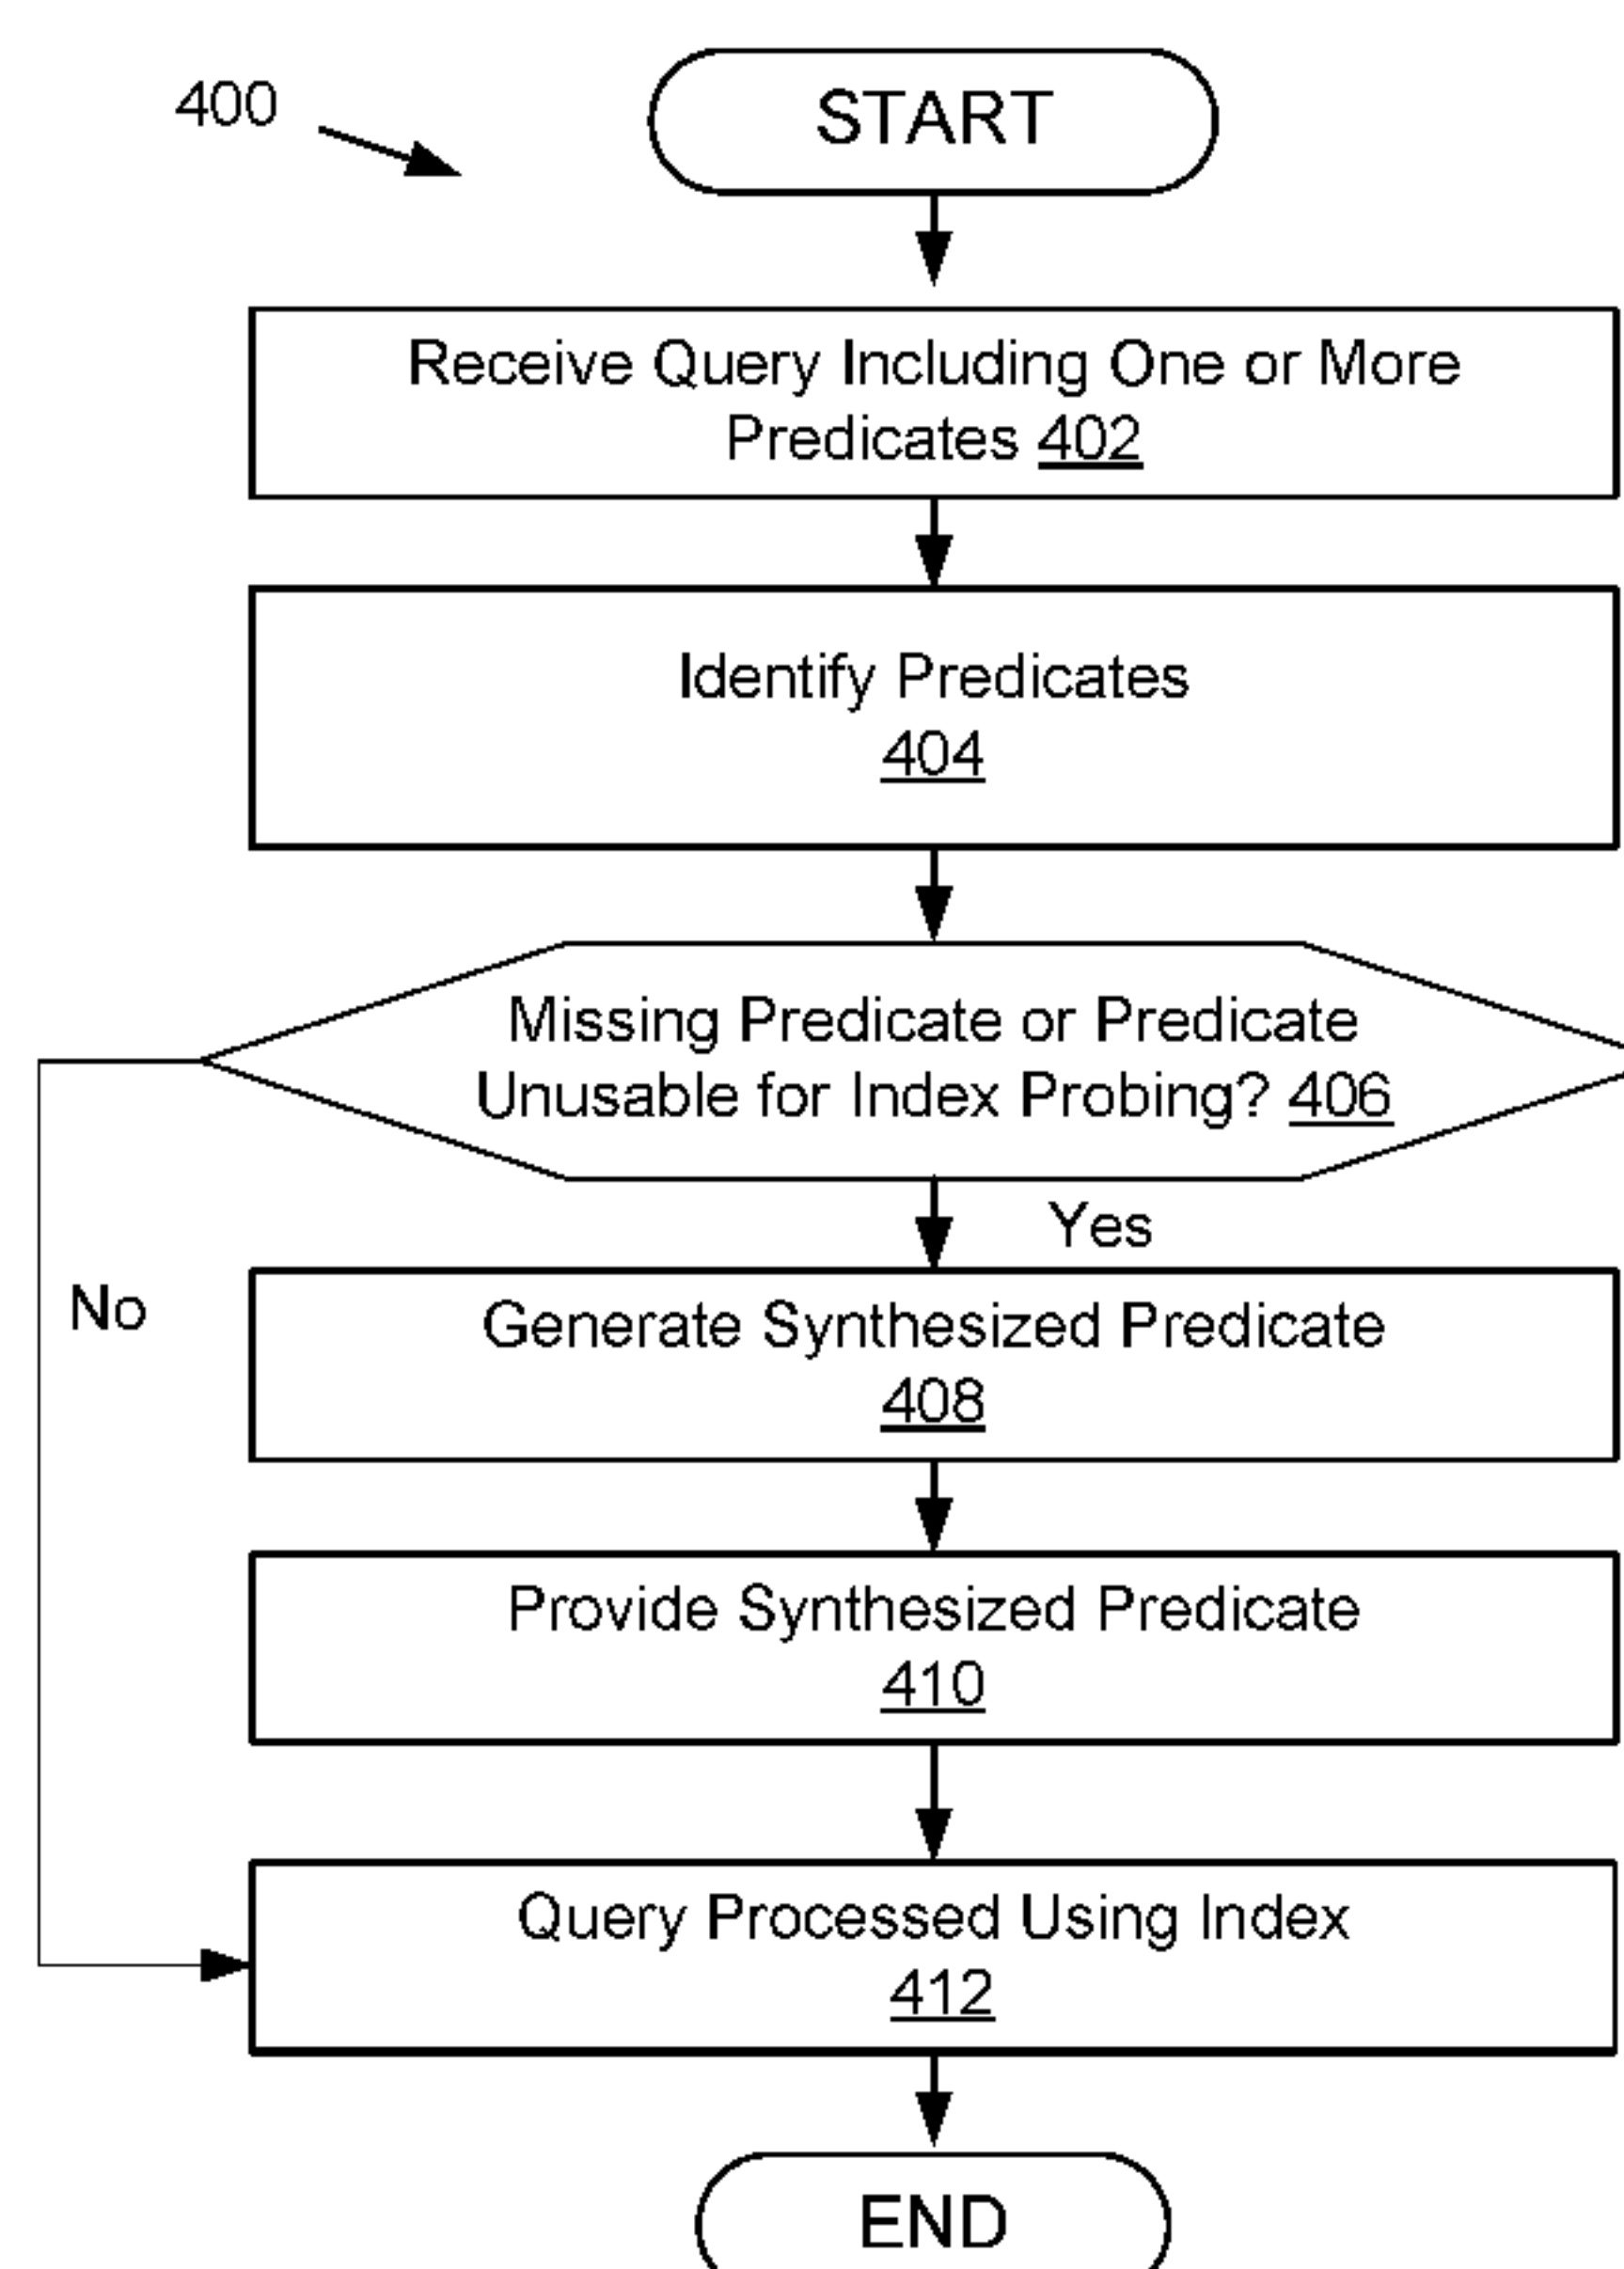 400
START
Receive Query Including One or More
Predicates 402
Identify Predicates
404
Missing Predicate or Predicate
Unusable for Index Probing? 406
Yes
No
Generate Synthesized Predicate
408
Provide Synthesized Predicate
410
Query Processed Using Index
412
END